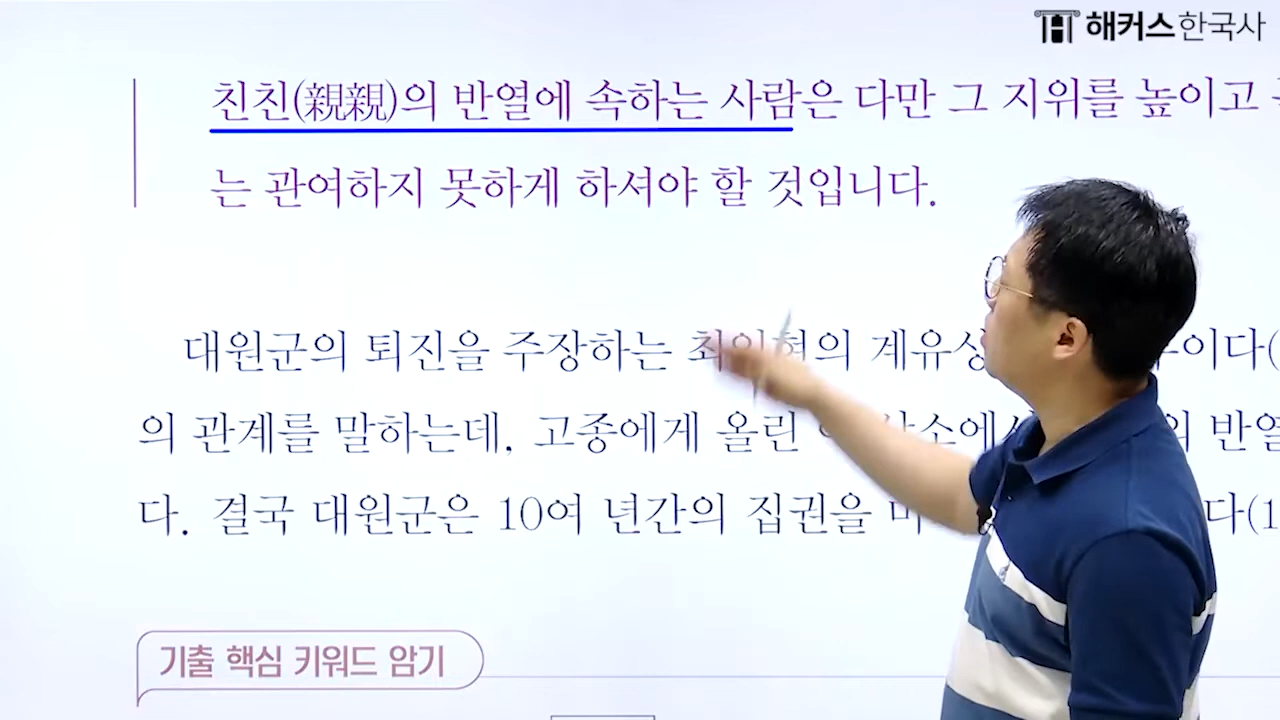 해커스한국사
친친(親親)의 반열에 속하는 사람은 다만 그 지위를 높이고
는 관여하지 못하게 하셔야 할 것입니다.
대원군의 퇴진을 주장하는 최익현의 이다(
의 관계를 말하는데, 고종에게 올린 반열
다. 결국 대원군은 10여 년간의 집권을 다(1
기출 핵심 키워드 암기